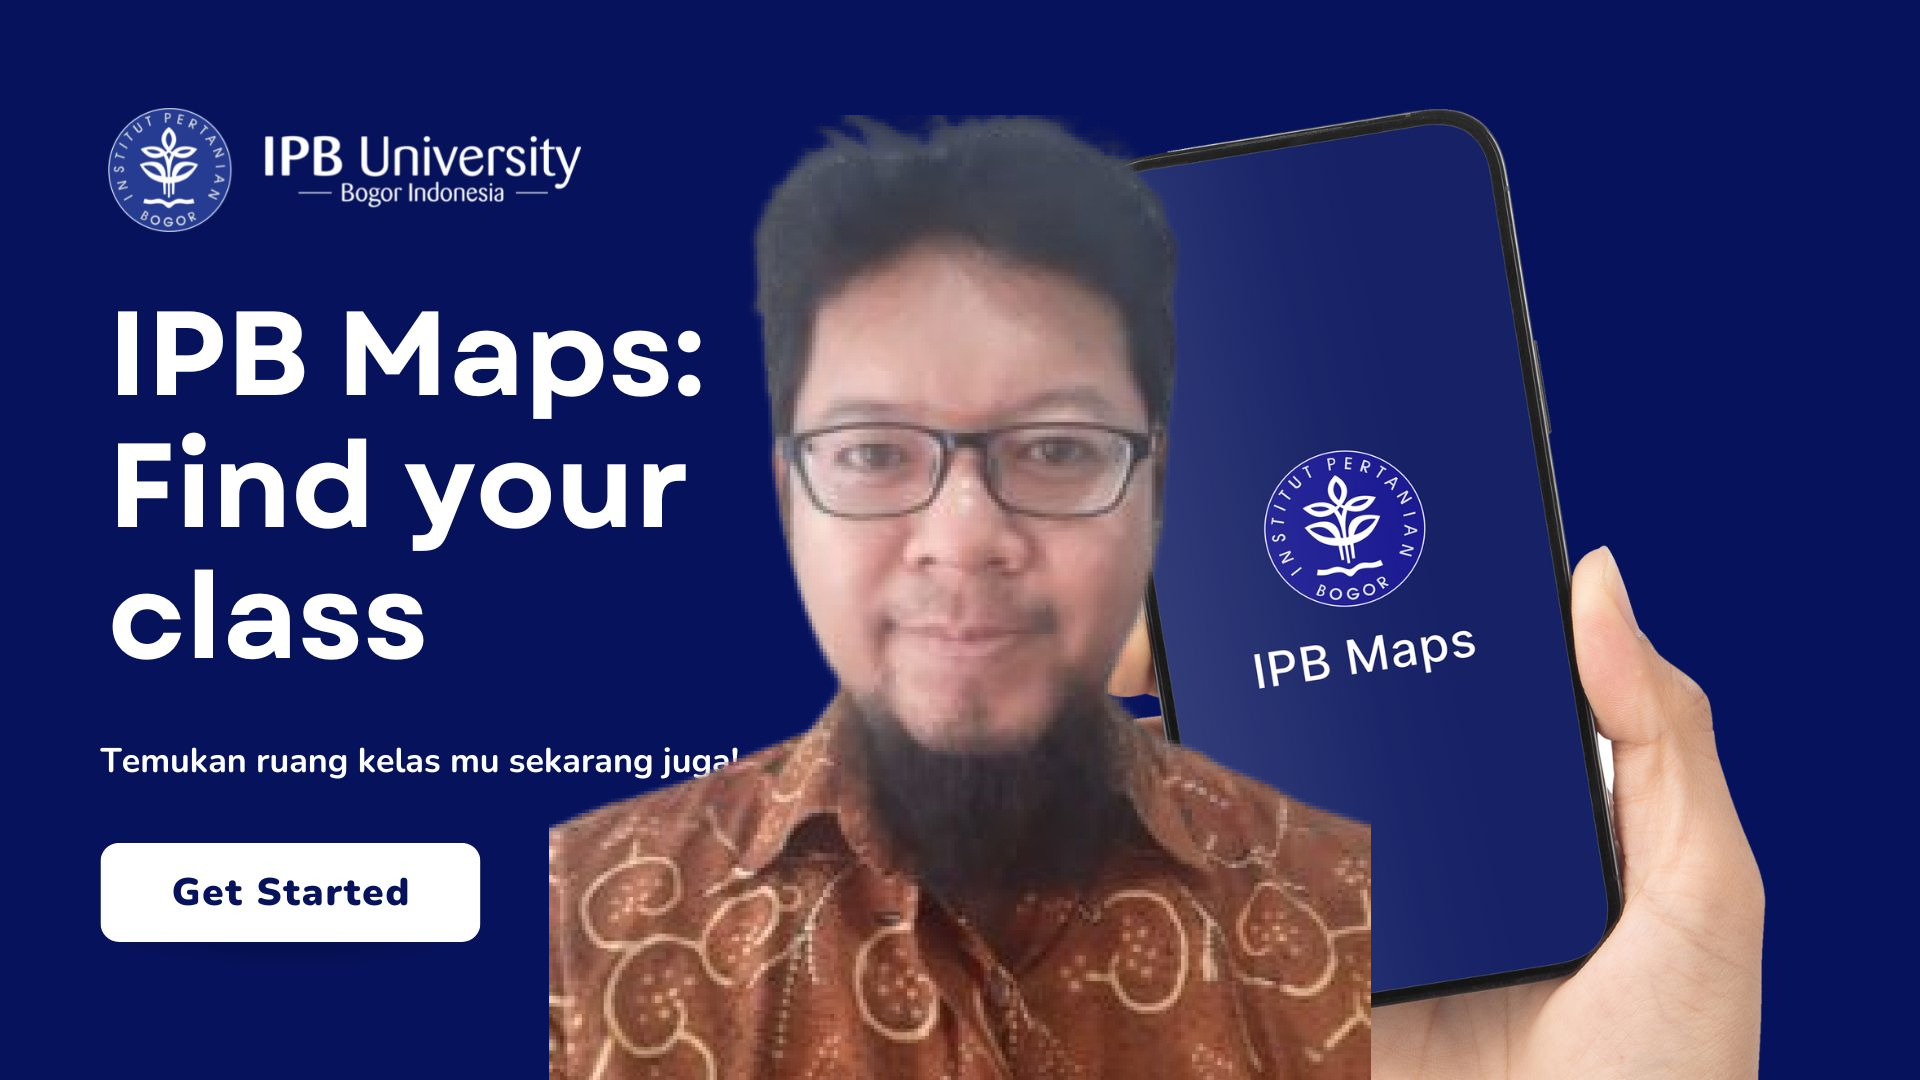 INSTITUT PERTANIAN
BOGOR
IPB University
Bogor Indonesia
IPB Maps:
Find your
class
Temukan ruang kelas mu sekarang juga!
Get Started
INSTITUT PERTANIAN
BOGOR
IPB Maps